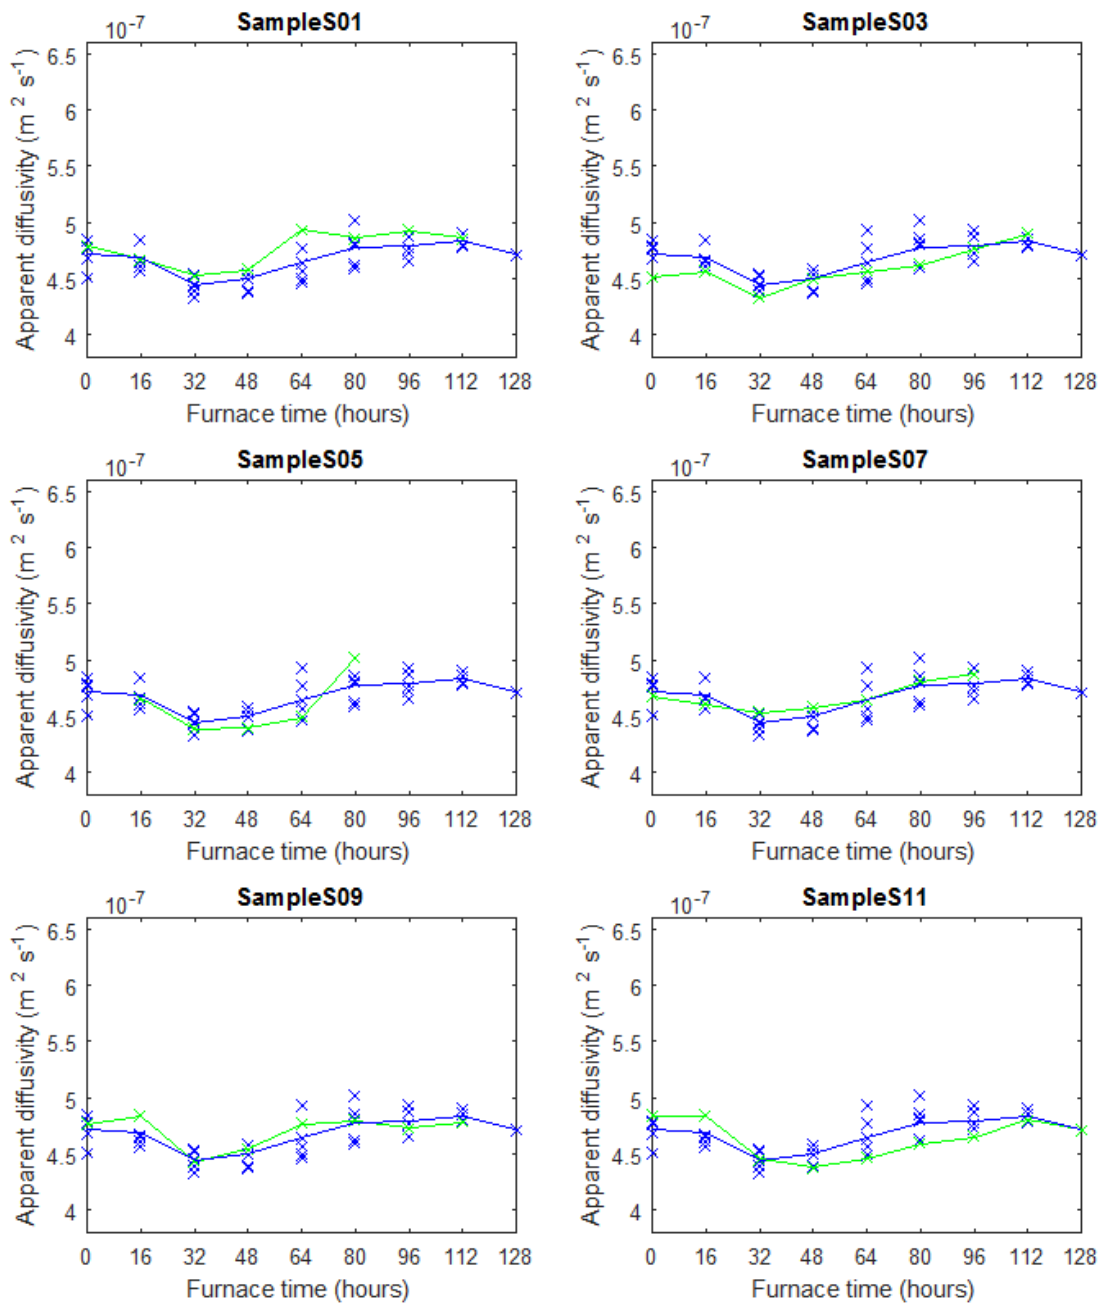 10-7 SampleS01
6.5
6
5.5
5
4.5
4
Apparent diffusivity (m 2 s-1)
0 16 32 48 64 80 96 112 128
Furnace time (hours)
10-7 SampleS03
6.5
6
5.5
5
4.5
4
Apparent diffusivity (m 2 s-1)
0 16 32 48 64 80 96 112 128
Furnace time (hours)
10-7 SampleS05
6.5
6
5.5
5
4.5
4
Apparent diffusivity (m 2 s-1)
0 16 32 48 64 80 96 112 128
Furnace time (hours)
10-7 SampleS07
6.5
6
5.5
5
4.5
4
Apparent diffusivity (m 2 s-1)
0 16 32 48 64 80 96 112 128
Furnace time (hours)
10-7 SampleS09
6.5
6
5.5
5
4.5
4
Apparent diffusivity (m 2 s-1)
0 16 32 48 64 80 96 112 128
Furnace time (hours)
10-7 SampleS11
6.5
6
5.5
5
4.5
4
Apparent diffusivity (m 2 s-1)
0 16 32 48 64 80 96 112 128
Furnace time (hours)